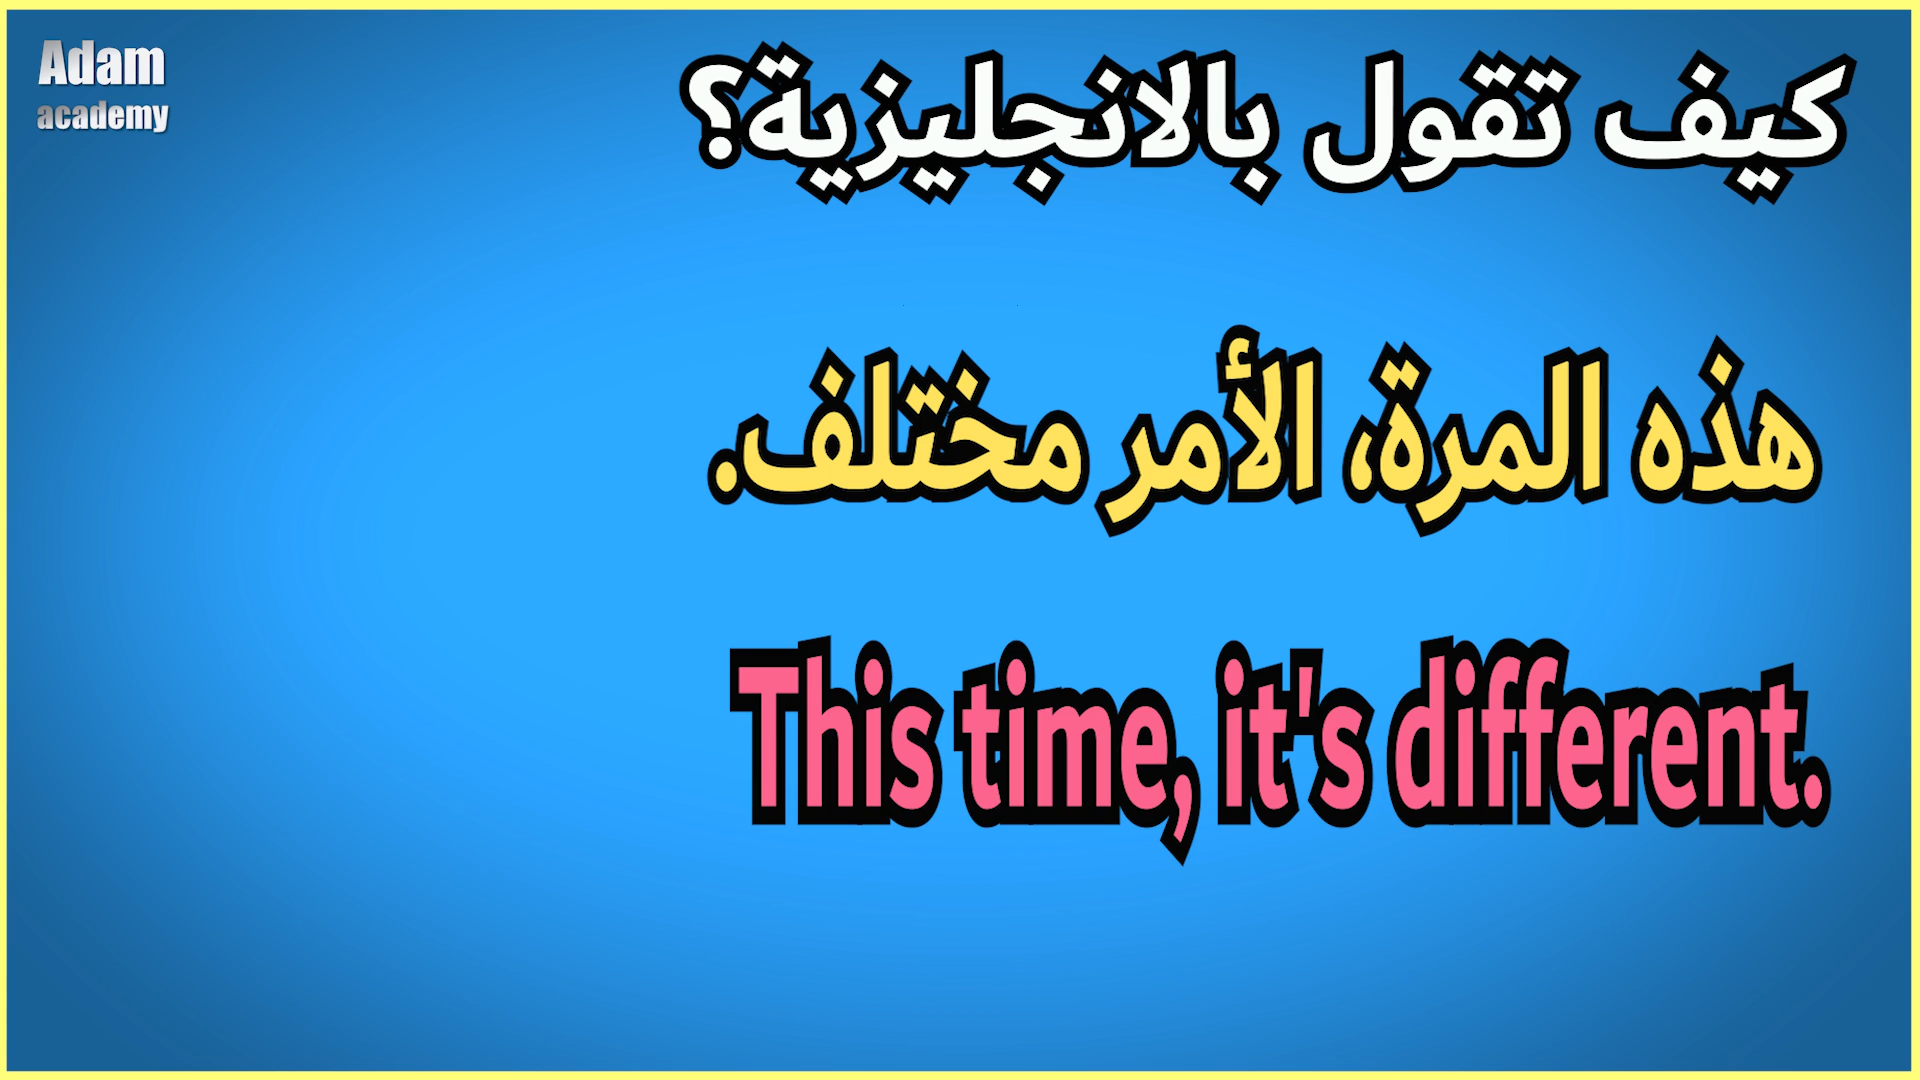 Adam
academy
كيف تقول بالانجليزية؟
هذه المرة، الأمر مختلف.
This time, it's different.